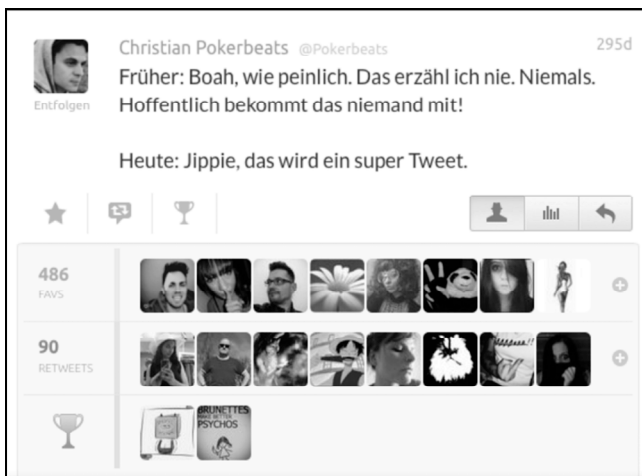 Christian Pokerbeats @Pokerbeats 295d
Früher: Boah, wie peinlich. Das erzähl ich nie. Niemals.
Hoffentlich bekommt das niemand mit!
Heute: Jippie, das wird ein super Tweet.
Entfolgen
486
FAVS
90
RETWEETS
BRUNETTES
MAKE BETTER
PSYCHOS